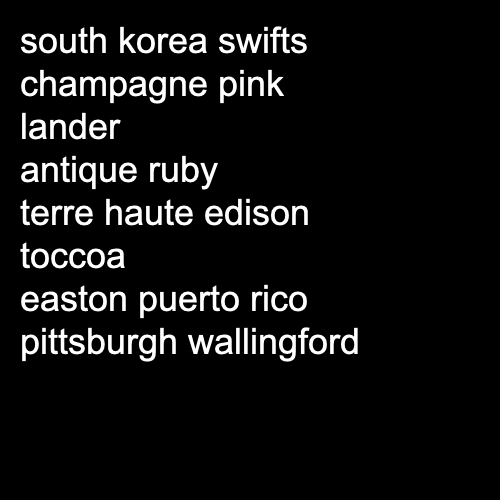 south korea swifts
champagne pink
lander
antique ruby
terre haute edison
toccoa
easton puerto rico
pittsburgh wallingford